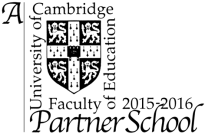 A
University of Cambridge
Faculty of Education 2015-2016
Partner School